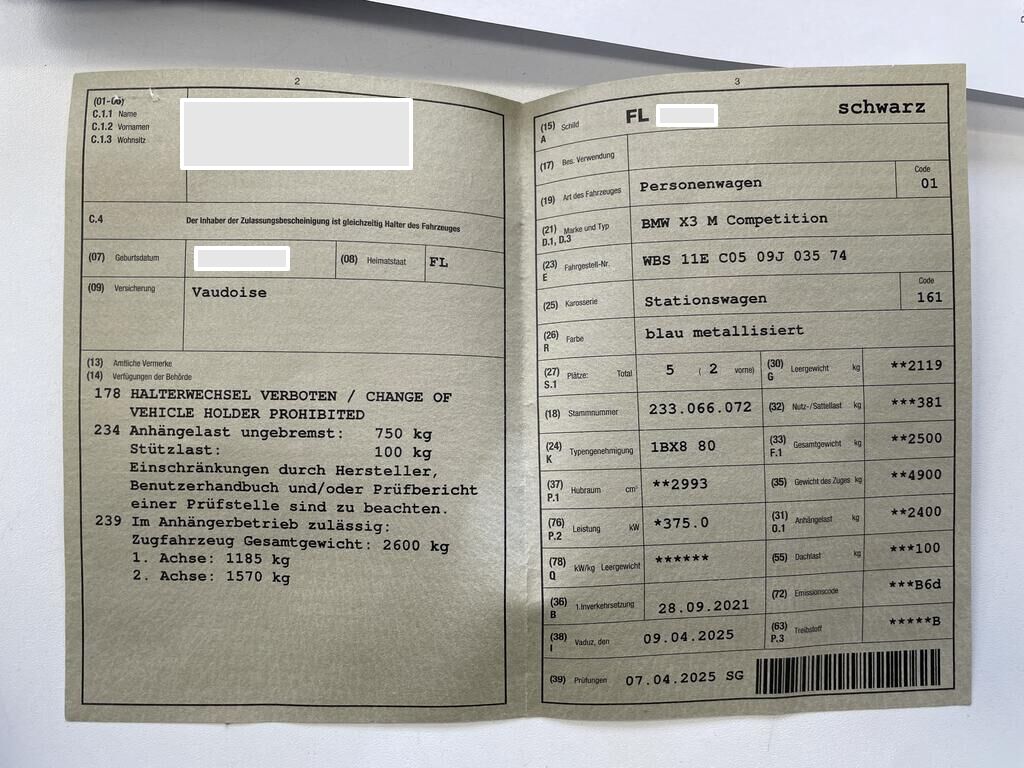 2
(01-06)
C.1.1 Name
C.1.2 Vornamen
C.1.3 Wohnsitz
C.4 Der Inhaber der Zulassungsbescheinigung ist gleichzeitig Halter des Fahrzeuges
(07) Geburtsdatum
(08) Heimatstaat FL
(09) Versicherung Vaudoise
(13) Amtliche Vermerke
(14) Verfügungen der Behörde
178 HALTERWECHSEL VERBOTEN / CHANGE OF
VEHICLE HOLDER PROHIBITED
234 Anhängelast ungebremst: 750 kg
Stützlast: 100 kg
Einschränkungen durch Hersteller,
Benutzerhandbuch und/oder Prüfbericht
einer Prüfstelle sind zu beachten.
239 Im Anhängerbetrieb zulässig:
Zugfahrzeug Gesamtgewicht: 2600 kg
1. Achse: 1185 kg
2. Achse: 1570 kg
3
(15) A Schild FL schwarz
(17) Bes. Verwendung
(19) Art des Fahrzeuges Personenwagen Code 01
(21) D.1, D.3 Marke und Typ BMW X3 M Competition
(23) E Fahrgestell-Nr. WBS 11E C05 09J 035 74
(25) Karosserie Stationswagen Code 161
(26) R Farbe blau metallisiert
(27) S.1 Plätze: Total 5 ( 2 vorne) (30) G Leergewicht kg **2119
(18) Stammnummer 233.066.072 (32) Nutz-/Sattellast kg ***381
(24) K Typengenehmigung 1BX8 80 (33) F.1 Gesamtgewicht kg **2500
(37) P.1 Hubraum cm³ **2993 (35) Gewicht des Zuges kg **4900
(76) P.2 Leistung kW *375.0 (31) O.1 Anhängelast kg **2400
(78) Q kW/kg Leergewicht ****** (55) Dachlast kg ***100
(36) B 1.Inverkehrsetzung 28.09.2021 (72) Emissionscode ***B6d
(38) I Vaduz, den 09.04.2025 (63) P.3 Treibstoff *****B
(39) Prüfungen 07.04.2025 SG